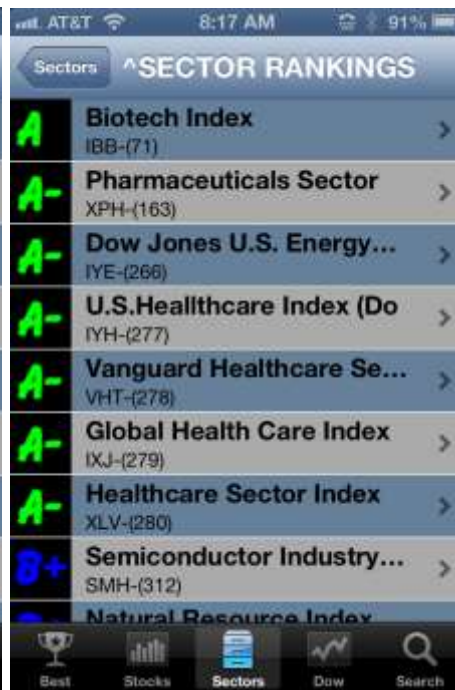 AT&T 8:17 AM 91%
Sectors ^SECTOR RANKINGS
A Biotech Index
IBB-(71)
A- Pharmaceuticals Sector
XPH-(163)
A- Dow Jones U.S. Energy...
IYE-(266)
A- U.S.Heallthcare Index (Do
IYH-(277)
A- Vanguard Healthcare Se...
VHT-(278)
A- Global Health Care Index
IXJ-(279)
A- Healthcare Sector Index
XLV-(280)
B+ Semiconductor Industry...
SMH-(312)
Natural Resource Index
Best Stocks Sectors Dow Search